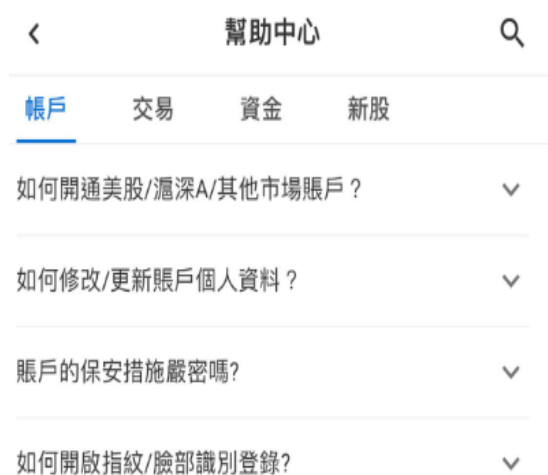 幫助中心
帳戶 交易 資金 新股
如何開通美股/滬深A/其他市場賬戶？
如何修改/更新賬戶個人資料？
賬戶的保安措施嚴密嗎?
如何開啟指紋/臉部識別登錄?